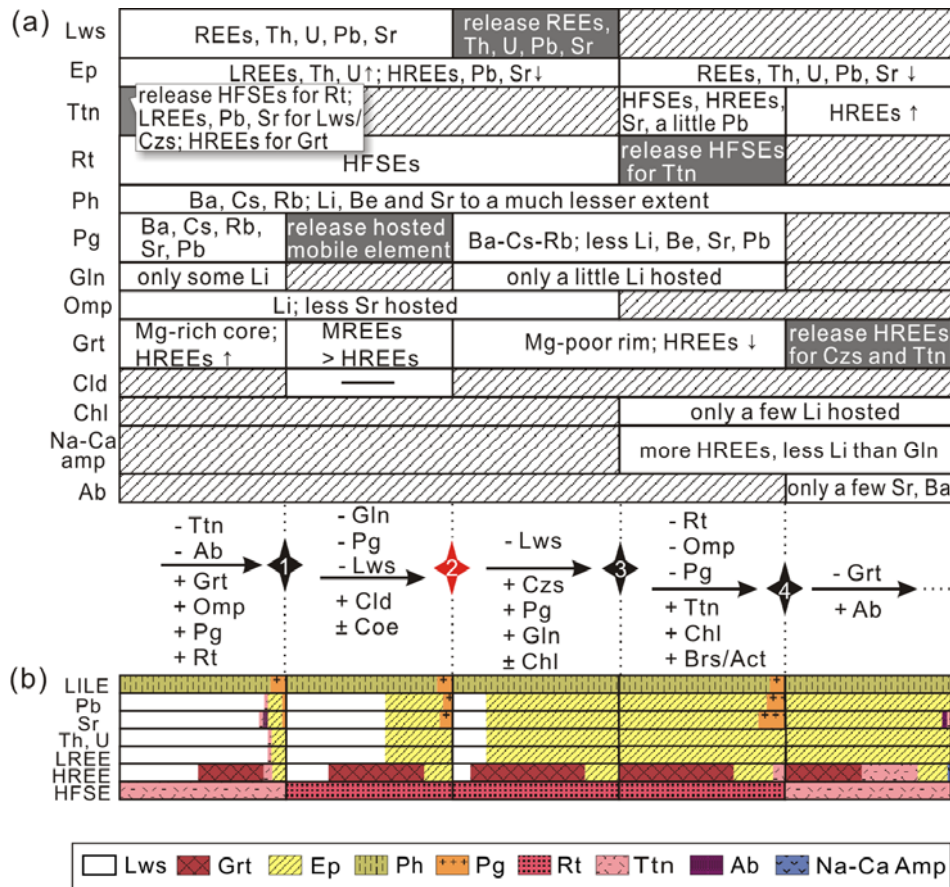 (a)
Lws
REEs, Th, U, Pb, Sr
release REEs,
Th, U, Pb, Sr
Ep
LREEs, Th, U↑; HREEs, Pb, Sr↓
REEs, Th, U, Pb, Sr ↓
Ttn
release HFSEs for Rt;
LREEs, Pb, Sr for Lws/
Czs; HREEs for Grt
HFSEs, HREEs,
Sr, a little Pb
HREEs ↑
Rt
HFSEs
release HFSEs
for Ttn
Ph
Ba, Cs, Rb; Li, Be and Sr to a much lesser extent
Pg
Ba, Cs, Rb,
Sr, Pb
release hosted
mobile element
Ba-Cs-Rb; less Li, Be, Sr, Pb
Gln
only some Li
only a little Li hosted
Omp
Li; less Sr hosted
Grt
Mg-rich core;
HREEs ↑
MREEs
> HREEs
Mg-poor rim; HREEs ↓
release HREEs
for Czs and Ttn
Cld
Chl
only a few Li hosted
Na-Ca
amp
more HREEs, less Li than Gln
Ab
only a few Sr, Ba
- Ttn
- Ab
+ Grt
+ Omp
+ Pg
+ Rt
1
- Gln
- Pg
- Lws
+ Cld
± Coe
2
- Lws
+ Czs
+ Pg
+ Gln
± Chl
3
- Rt
- Omp
- Pg
+ Ttn
+ Chl
+ Brs/Act
4
- Grt
+ Ab
(b)
LILE
Pb
Sr
Th, U
LREE
HREE
HFSE
Lws Grt Ep Ph Pg Rt Ttn Ab Na-Ca Amp